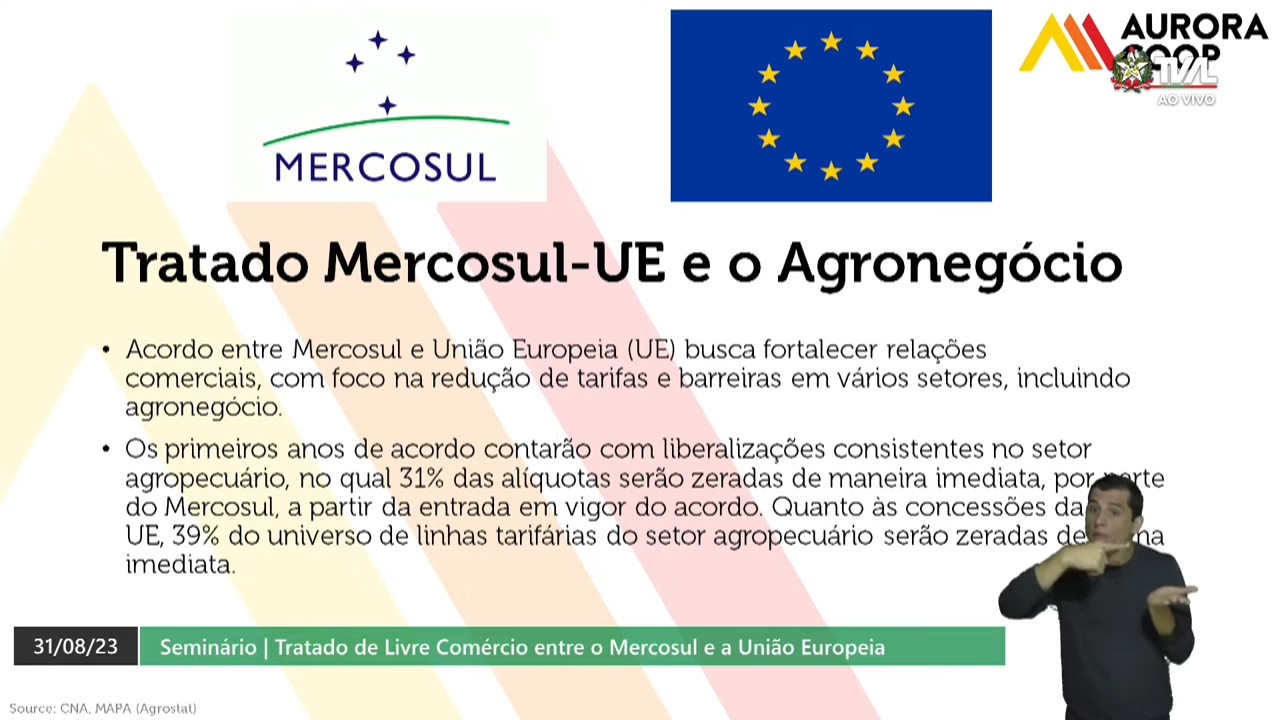 MERCOSUL
AURORA
COOP
TVAL
AO VIVO
Tratado Mercosul-UE e o Agronegócio
• Acordo entre Mercosul e União Europeia (UE) busca fortalecer relações
comerciais, com foco na redução de tarifas e barreiras em vários setores, incluindo
agronegócio.
• Os primeiros anos de acordo contarão com liberalizações consistentes no setor
agropecuário, no qual 31% das alíquotas serão zeradas de maneira imediata, por parte
do Mercosul, a partir da entrada em vigor do acordo. Quanto às concessões da
UE, 39% do universo de linhas tarifárias do setor agropecuário serão zeradas de
imediata.
31/08/23
Seminário | Tratado de Livre Comércio entre o Mercosul e a União Europeia
Source: CNA, MAPA (Agrostat)